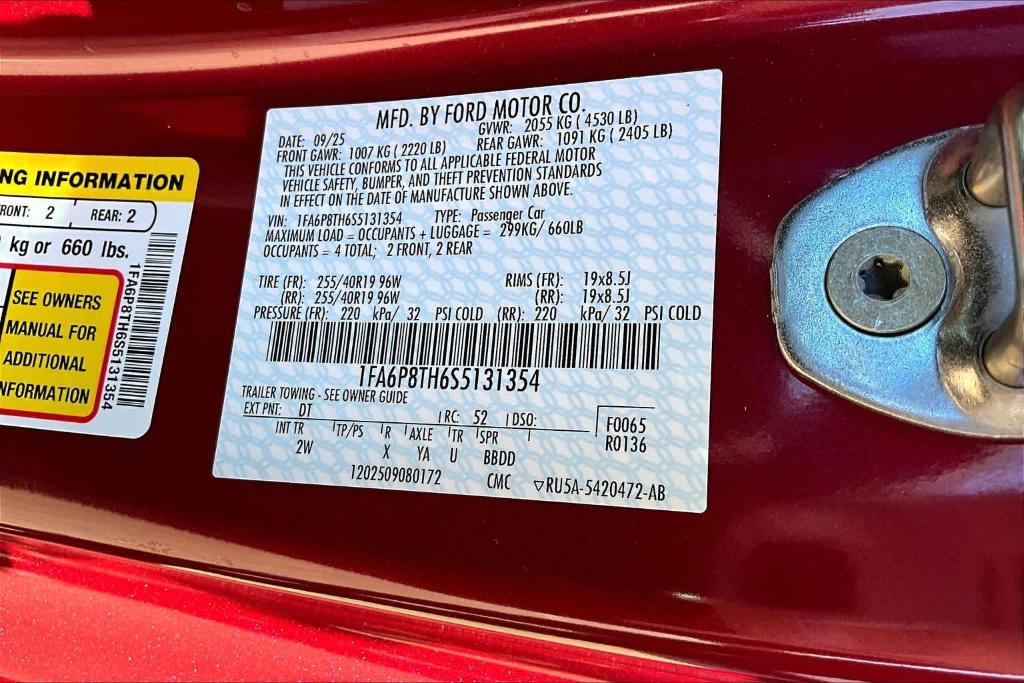 NG INFORMATION
RONT: 2 REAR: 2
kg or 660 lbs.
SEE OWNERS
MANUAL FOR
ADDITIONAL
INFORMATION
1FA6P8TH6S5131354
MFD. BY FORD MOTOR CO.
DATE: 09/25 GVWR: 2055 KG ( 4530 LB)
FRONT GAWR: 1007 KG ( 2220 LB) REAR GAWR: 1091 KG ( 2405 LB)
THIS VEHICLE CONFORMS TO ALL APPLICABLE FEDERAL MOTOR
VEHICLE SAFETY, BUMPER, AND THEFT PREVENTION STANDARDS
IN EFFECT ON THE DATE OF MANUFACTURE SHOWN ABOVE.
VIN: 1FA6P8TH6S5131354 TYPE: Passenger Car
MAXIMUM LOAD = OCCUPANTS + LUGGAGE = 299KG/ 660LB
OCCUPANTS = 4 TOTAL; 2 FRONT, 2 REAR
TIRE (FR): 255/40R19 96W RIMS (FR): 19x8.5J
(RR): 255/40R19 96W (RR): 19x8.5J
PRESSURE (FR): 220 kPa/ 32 PSI COLD (RR): 220 kPa/ 32 PSI COLD
1FA6P8TH6S5131354
TRAILER TOWING - SEE OWNER GUIDE
EXT PNT: DT RC: 52 DSO: F0065
INT TR TP/PS R AXLE TR SPR R0136
2W X YA U BBDD
1202509080172 CMC ▽RU5A-5420472-AB